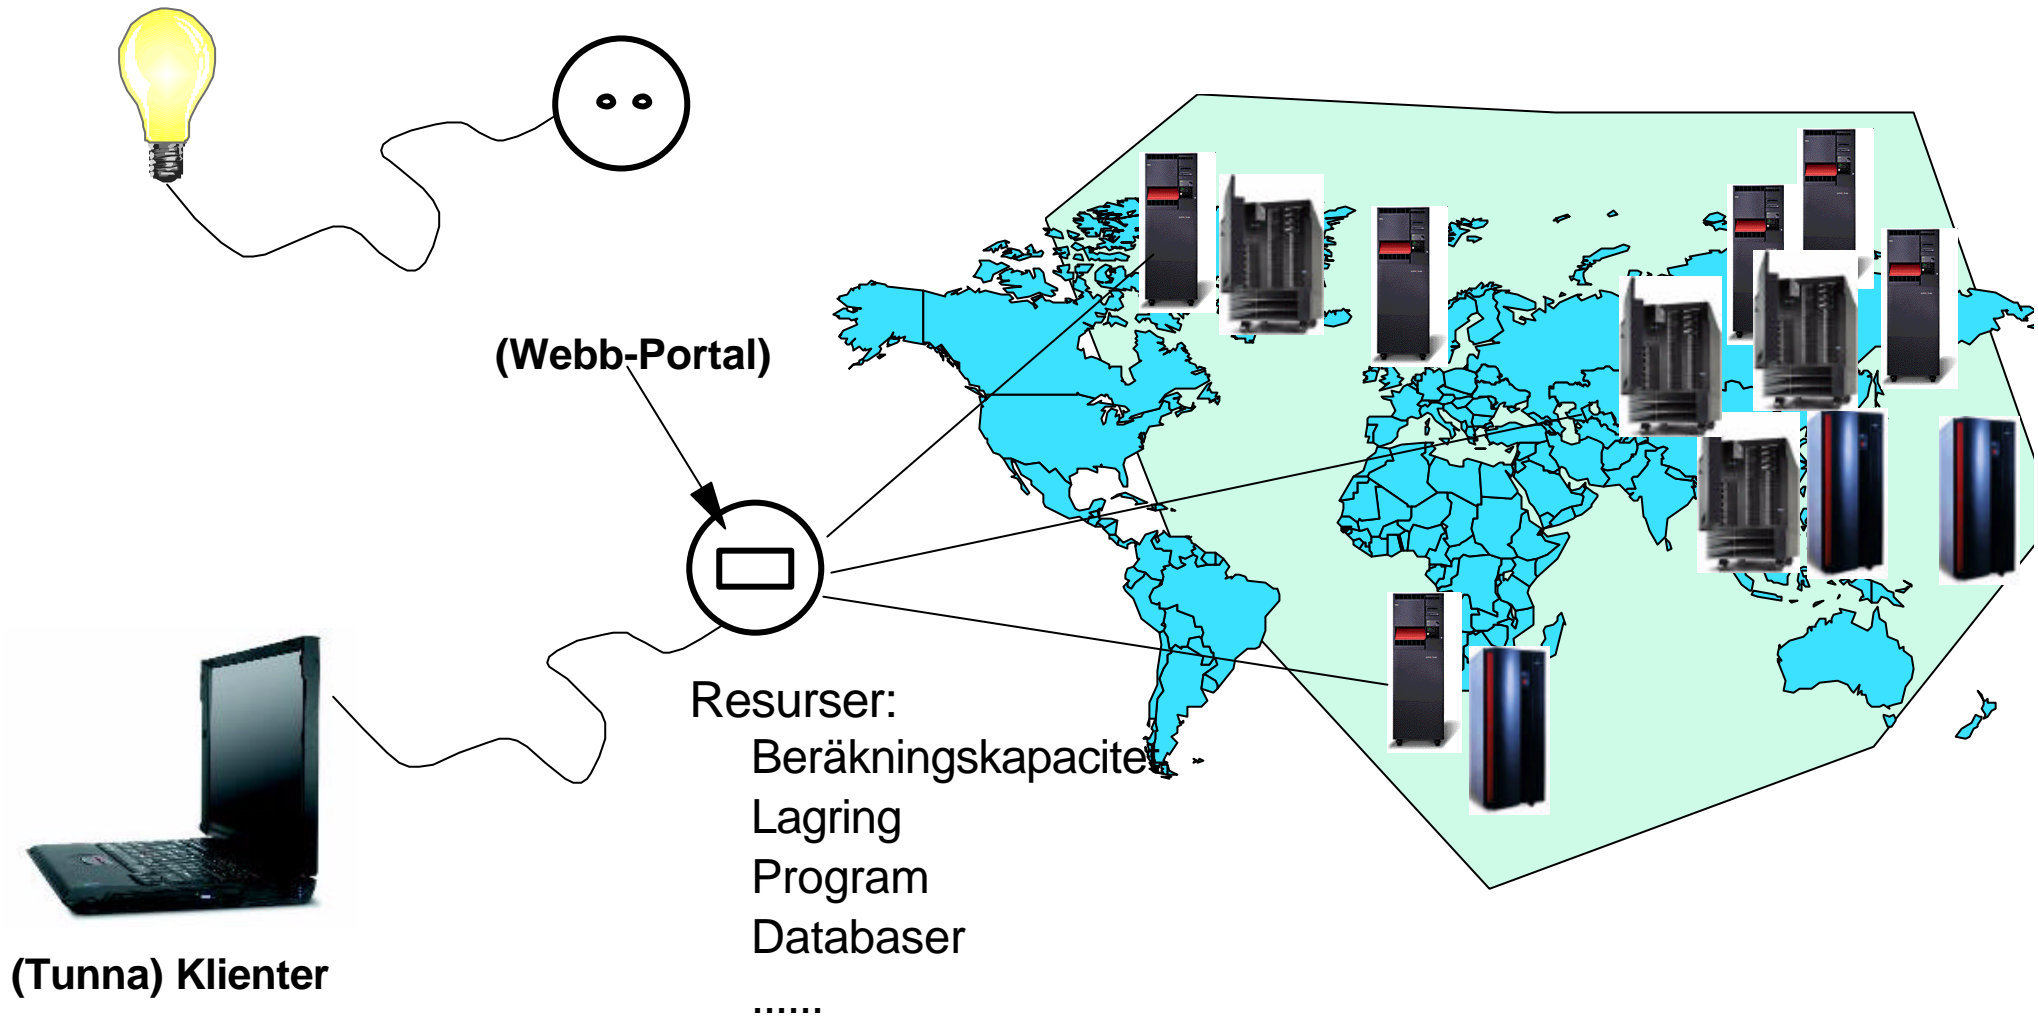 (Webb-Portal)
Resurser:
Beräkningskapacitet
Lagring
Program
Databaser
......
(Tunna) Klienter